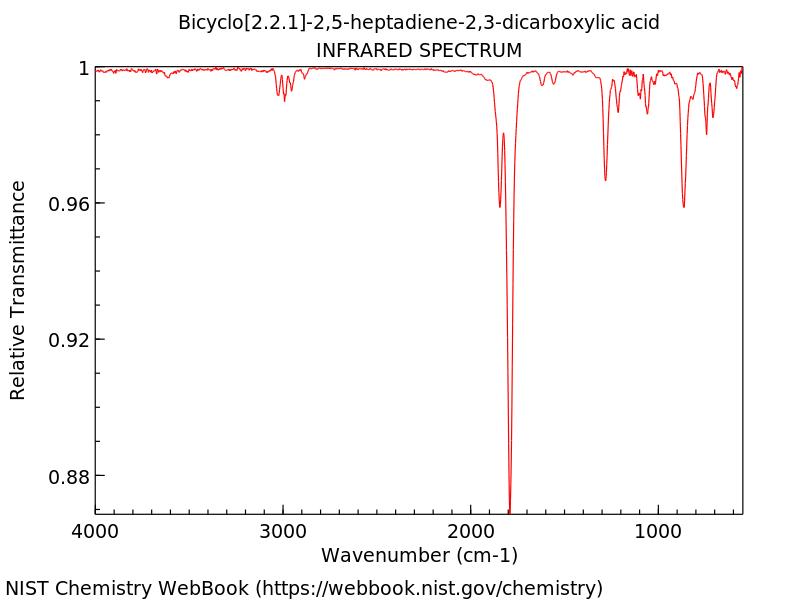 Bicyclo[2.2.1]-2,5-heptadiene-2,3-dicarboxylic acid
INFRARED SPECTRUM
1
0.96
0.92
0.88
Relative Transmittance
4000 3000 2000 1000
Wavenumber (cm-1)
NIST Chemistry WebBook (https://webbook.nist.gov/chemistry)